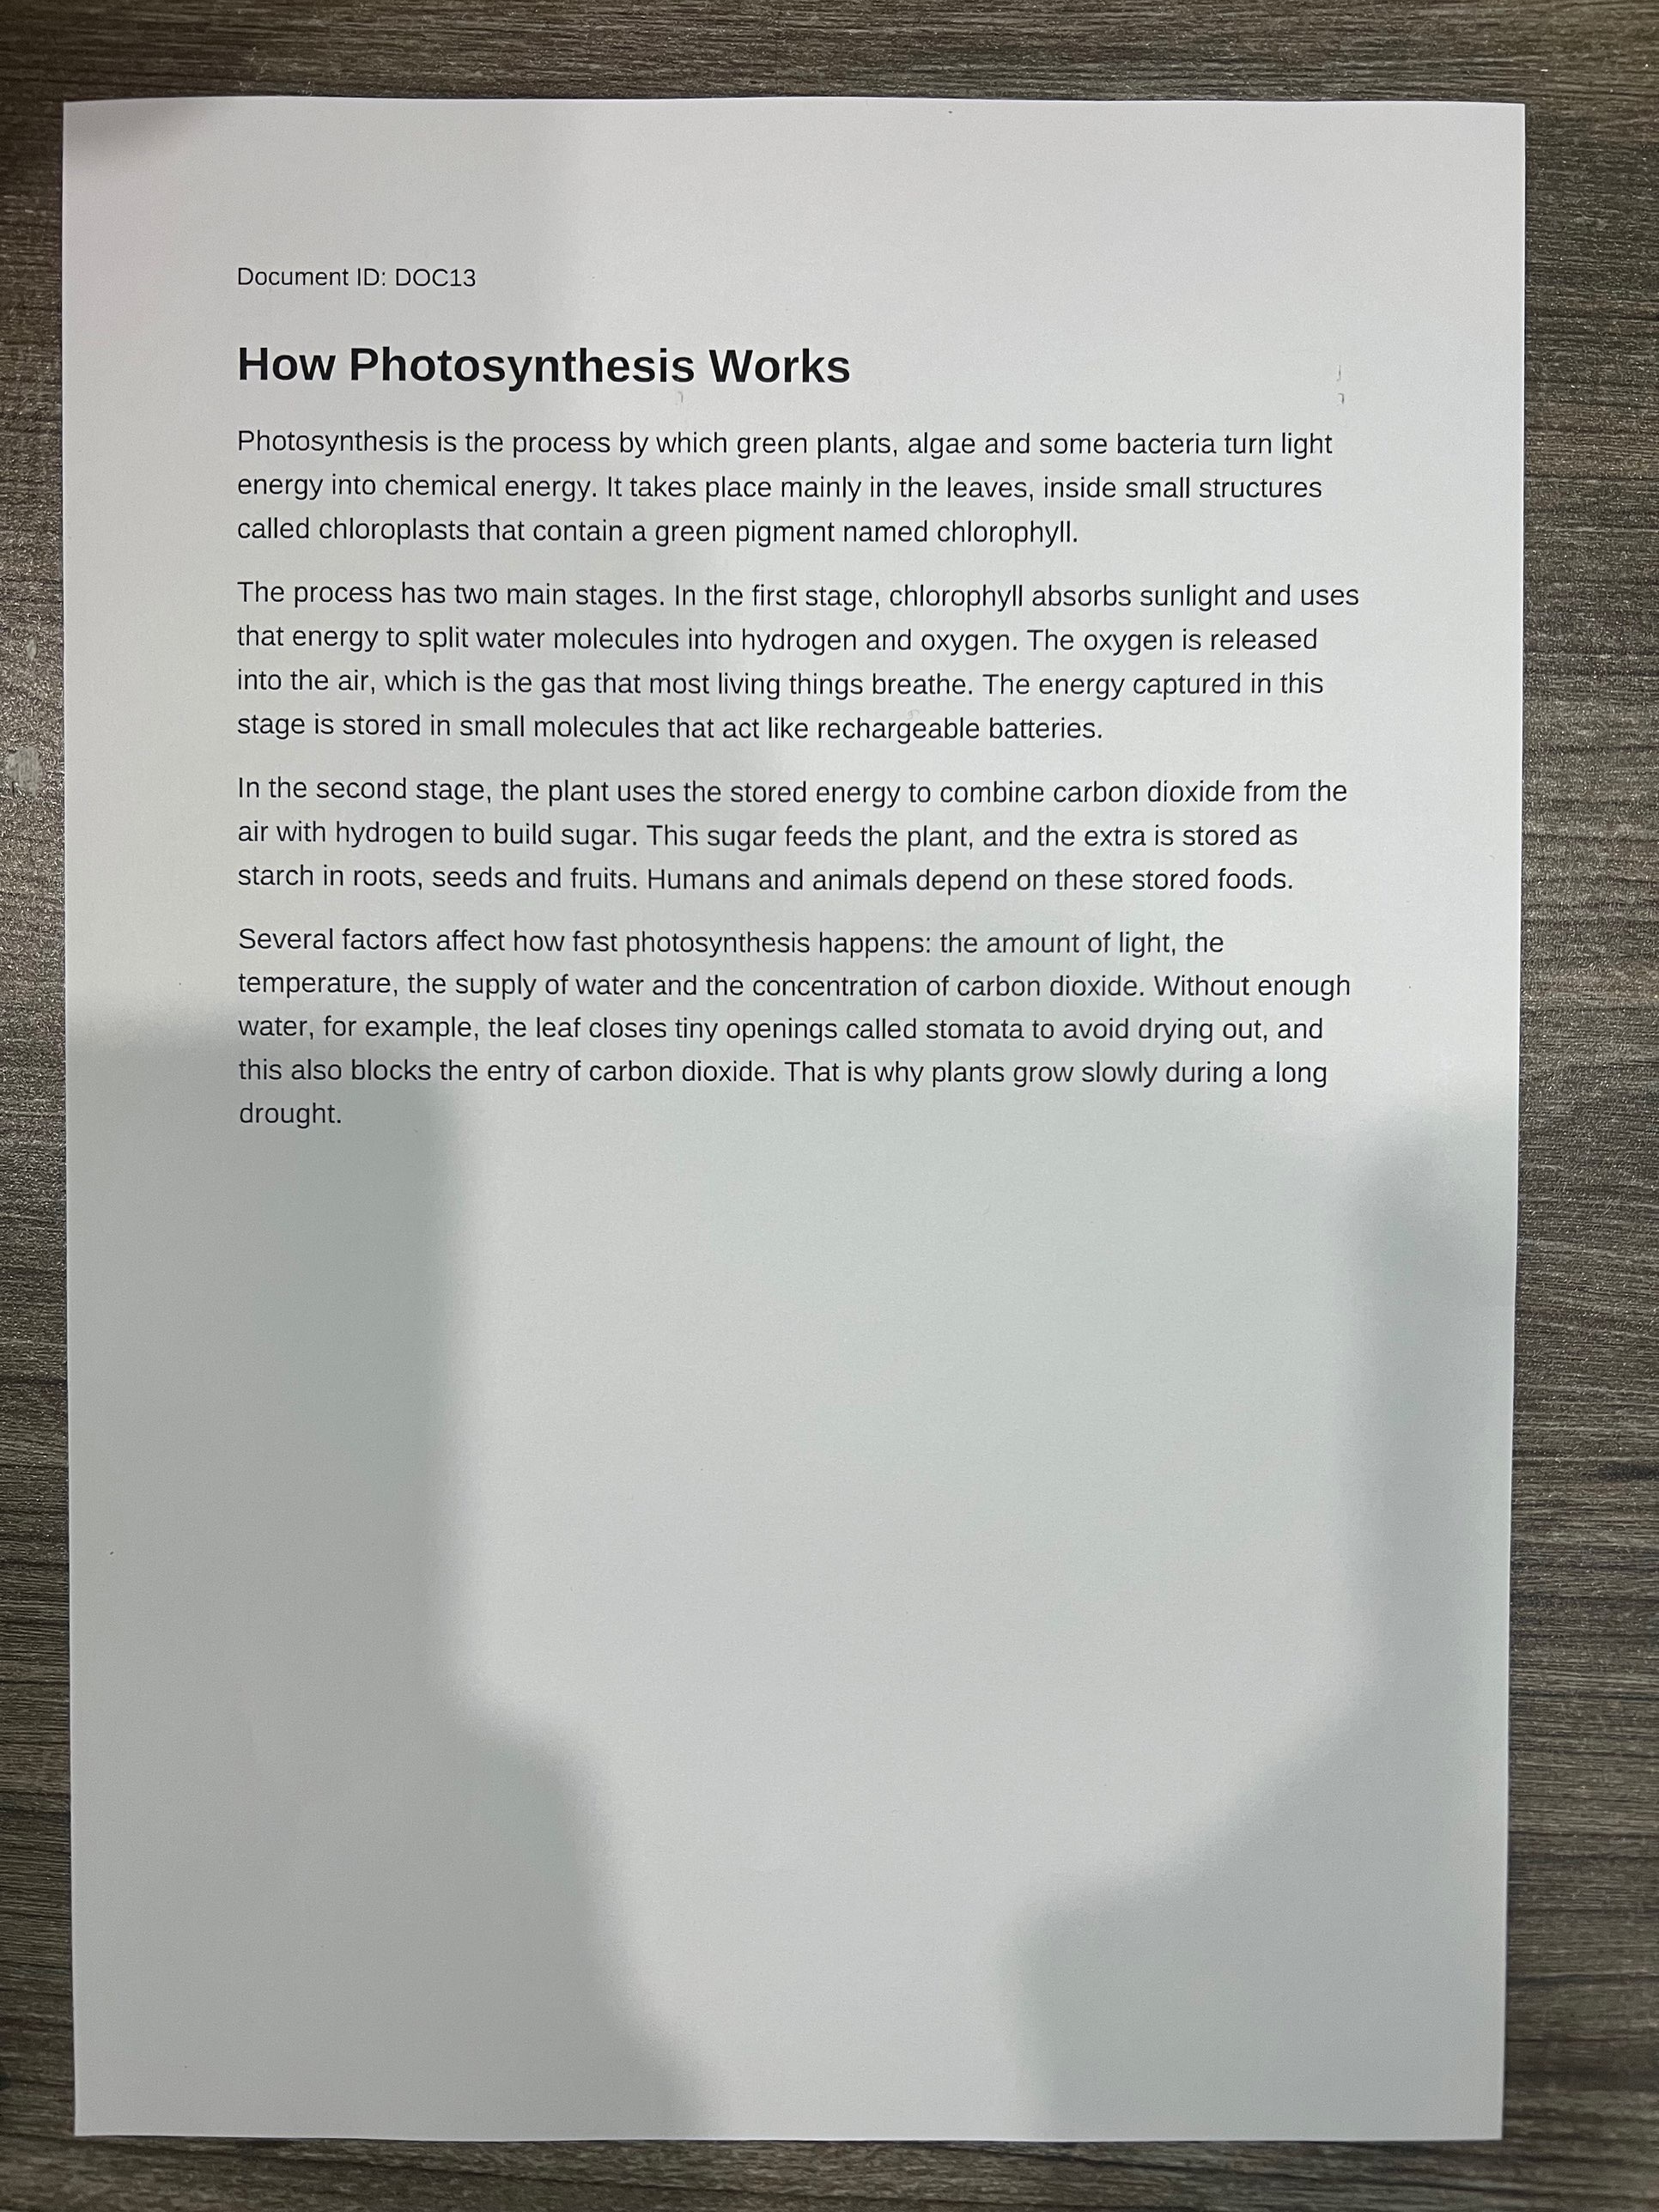 Document ID: DOC13
How Photosynthesis Works
Photosynthesis is the process by which green plants, algae and some bacteria turn light
energy into chemical energy. It takes place mainly in the leaves, inside small structures
called chloroplasts that contain a green pigment named chlorophyll.
The process has two main stages. In the first stage, chlorophyll absorbs sunlight and uses
that energy to split water molecules into hydrogen and oxygen. The oxygen is released
into the air, which is the gas that most living things breathe. The energy captured in this
stage is stored in small molecules that act like rechargeable batteries.
In the second stage, the plant uses the stored energy to combine carbon dioxide from the
air with hydrogen to build sugar. This sugar feeds the plant, and the extra is stored as
starch in roots, seeds and fruits. Humans and animals depend on these stored foods.
Several factors affect how fast photosynthesis happens: the amount of light, the
temperature, the supply of water and the concentration of carbon dioxide. Without enough
water, for example, the leaf closes tiny openings called stomata to avoid drying out, and
this also blocks the entry of carbon dioxide. That is why plants grow slowly during a long
drought.